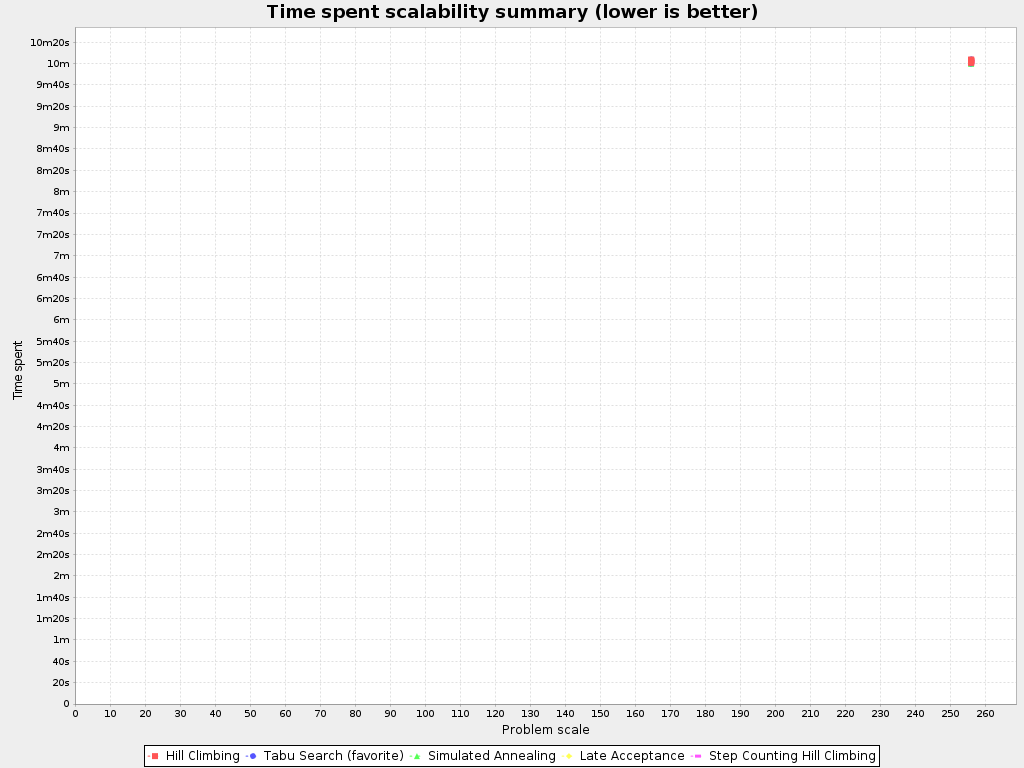 Time spent scalability summary (lower is better)
10m20s
10m
9m40s
9m20s
9m
8m40s
8m20s
8m
7m40s
7m20s
7m
6m40s
6m20s
6m
5m40s
5m20s
5m
4m40s
4m20s
4m
3m40s
3m20s
3m
2m40s
2m20s
2m
1m40s
1m20s
1m
40s
20s
0
Time spent
0 10 20 30 40 50 60 70 80 90 100 110 120 130 140 150 160 170 180 190 200 210 220 230 240 250 260
Problem scale
Hill Climbing Tabu Search (favorite) Simulated Annealing Late Acceptance Step Counting Hill Climbing